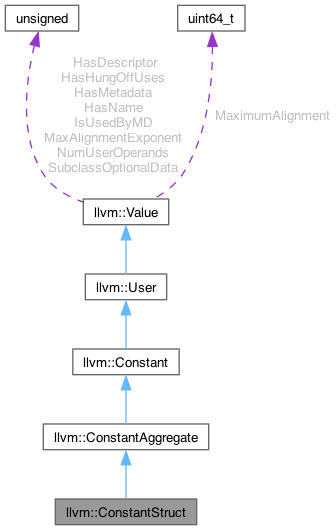 unsigned
uint64_t
HasDescriptor
HasHungOffUses
HasMetadata
HasName
IsUsedByMD
MaxAlignmentExponent
NumUserOperands
SubclassOptionalData
MaximumAlignment
llvm::Value
llvm::User
llvm::Constant
llvm::ConstantAggregate
llvm::ConstantStruct